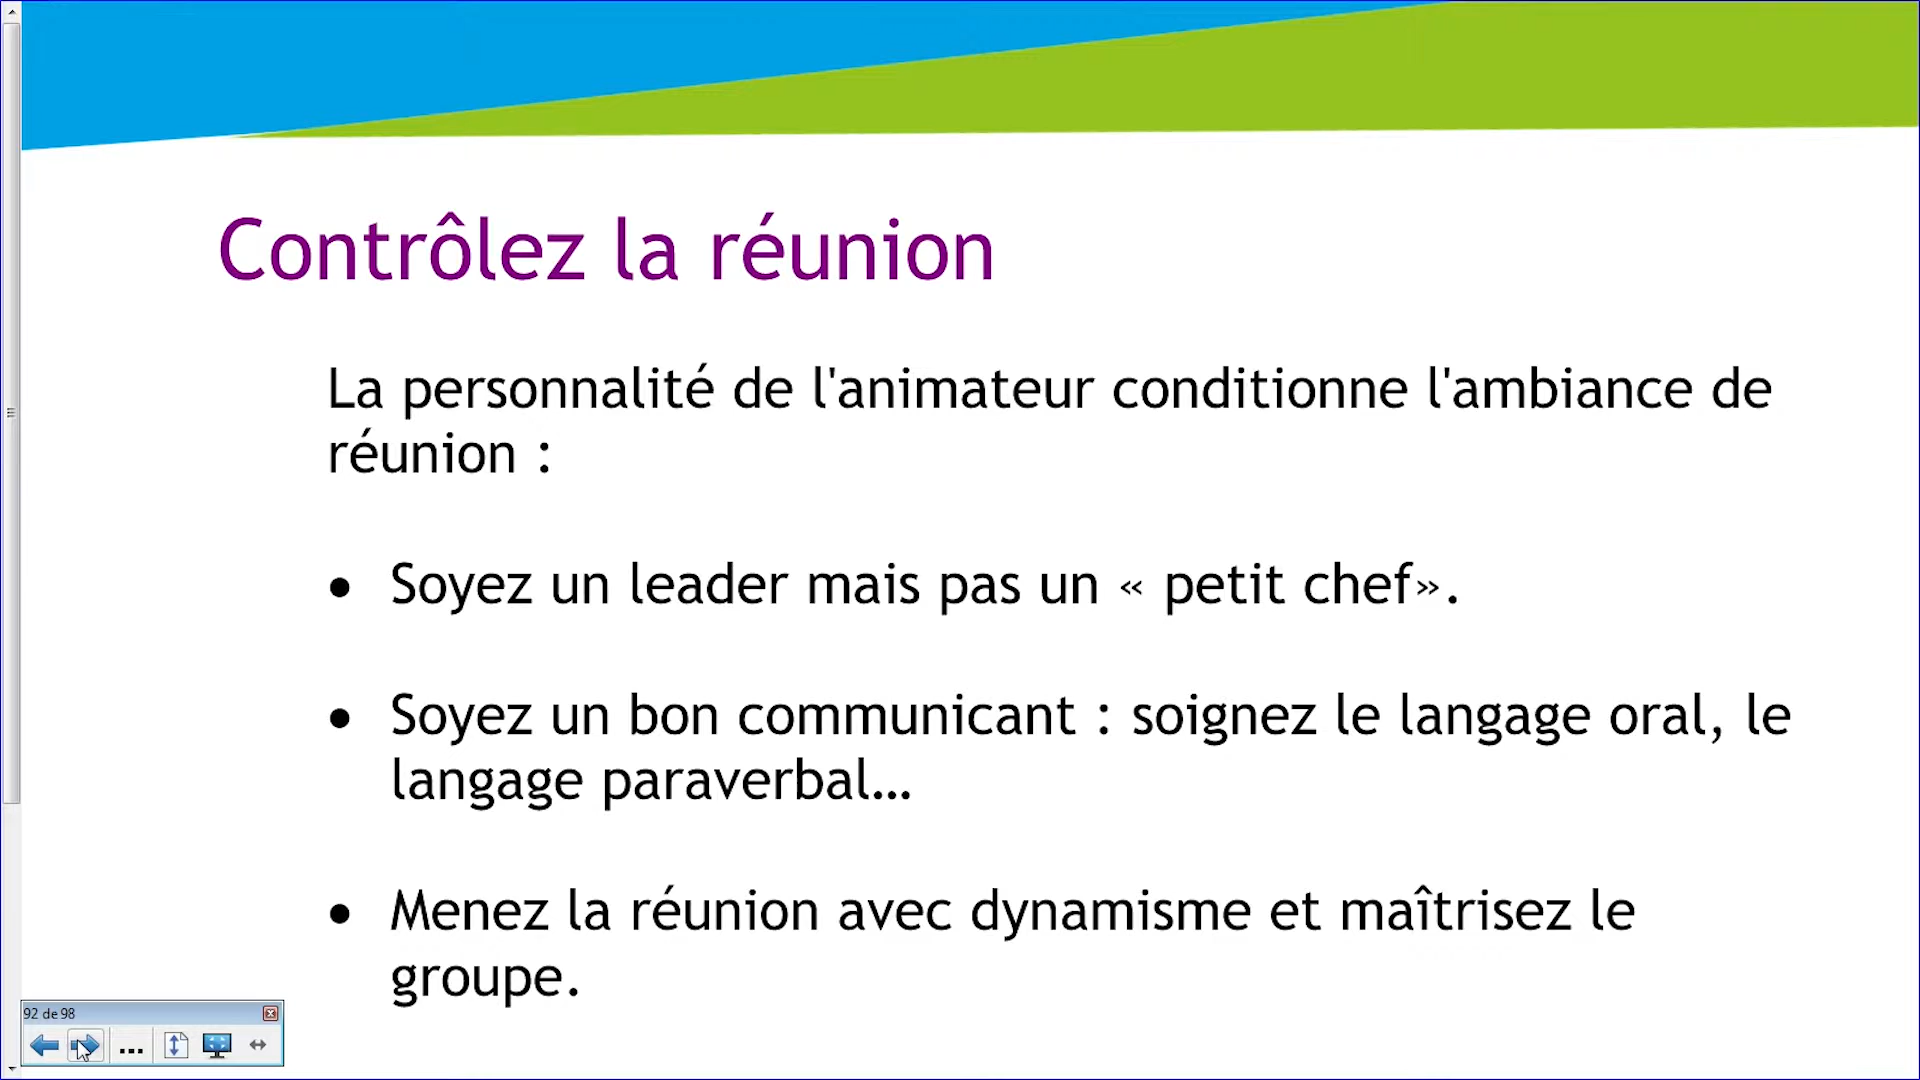 Contrôlez la réunion
La personnalité de l'animateur conditionne l'ambiance de
réunion :
• Soyez un leader mais pas un « petit chef».
• Soyez un bon communicant : soignez le langage oral, le
langage paraverbal…
• Menez la réunion avec dynamisme et maîtrisez le
groupe.
92 de 98